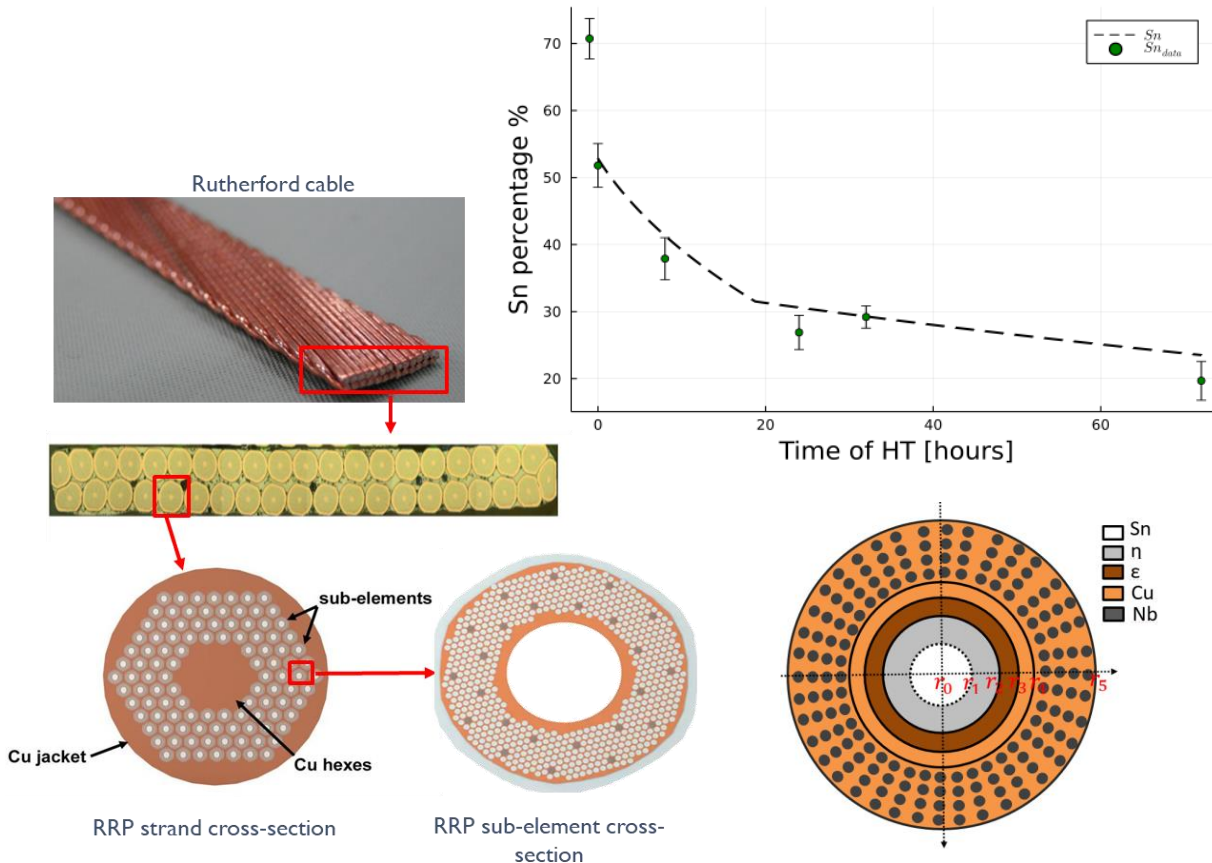 70
60
50
40
30
20
0
20
40
60
Sn percentage %
Time of HT [hours]
Sn
Sn_data
Rutherford cable
sub-elements
Cu jacket
Cu hexes
RRP strand cross-section
RRP sub-element cross-
section
Sn
η
ε
Cu
Nb
r₀
r₁
r₂
r₃
r₄
r₅